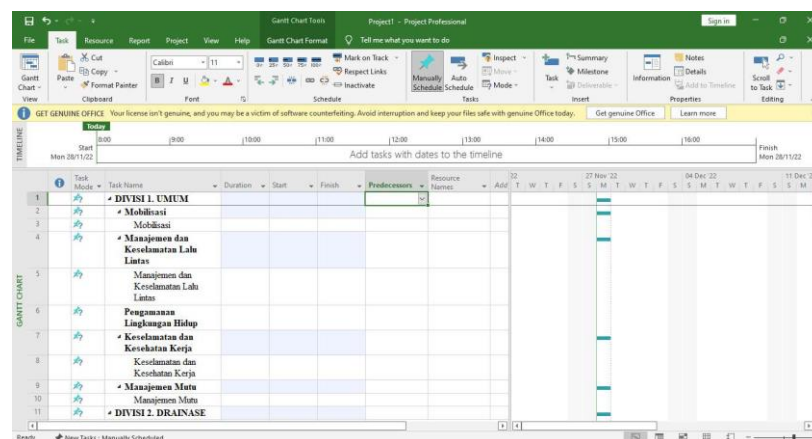 Gantt Chart Tools
Project1 - Project Professional
Sign in
File Task Resource Report Project View Help Gantt Chart Format Tell me what you want to do
Gantt Chart
View
Paste
Cut
Copy
Format Painter
Clipboard
Calibri 11
B I U A
Font
0% 25% 50% 75% 100%
Mark on Track
Respect Links
Inactivate
Schedule
Manually Schedule
Auto Schedule
Inspect
Move
Mode
Tasks
Task
Summary
Milestone
Deliverable
Insert
Information
Notes
Details
Add to Timeline
Properties
Scroll to Task
Editing
GET GENUINE OFFICE Your license isn't genuine, and you may be a victim of software counterfeiting. Avoid interruption and keep your files safe with genuine Office today. Get genuine Office Learn more
TIMELINE
Today
9:00 10:00 11:00 12:00 13:00 14:00 15:00 16:00
Start
Mon 28/11/22
Add tasks with dates to the timeline
Finish
Mon 28/11/22
Task Mode Task Name Duration Start Finish Predecessors Resource Names Add
22 27 Nov '22 04 Dec '22 11 Dec '2
T W T F S S M T W T F S S M T W T F S S M T
GANTT CHART
1 DIVISI 1. UMUM
2 Mobilisasi
3 Mobilisasi
4 Manajemen dan
Keselamatan Lalu
Lintas
5 Manajemen dan
Keselamatan Lalu
Lintas
6 Pengamanan
Lingkungan Hidup
7 Keselamatan dan
Kesehatan Kerja
8 Keselamatan dan
Kesehatan Kerja
9 Manajemen Mutu
10 Manajemen Mutu
11 DIVISI 2. DRAINASE
Ready New Tasks : Manually Scheduled